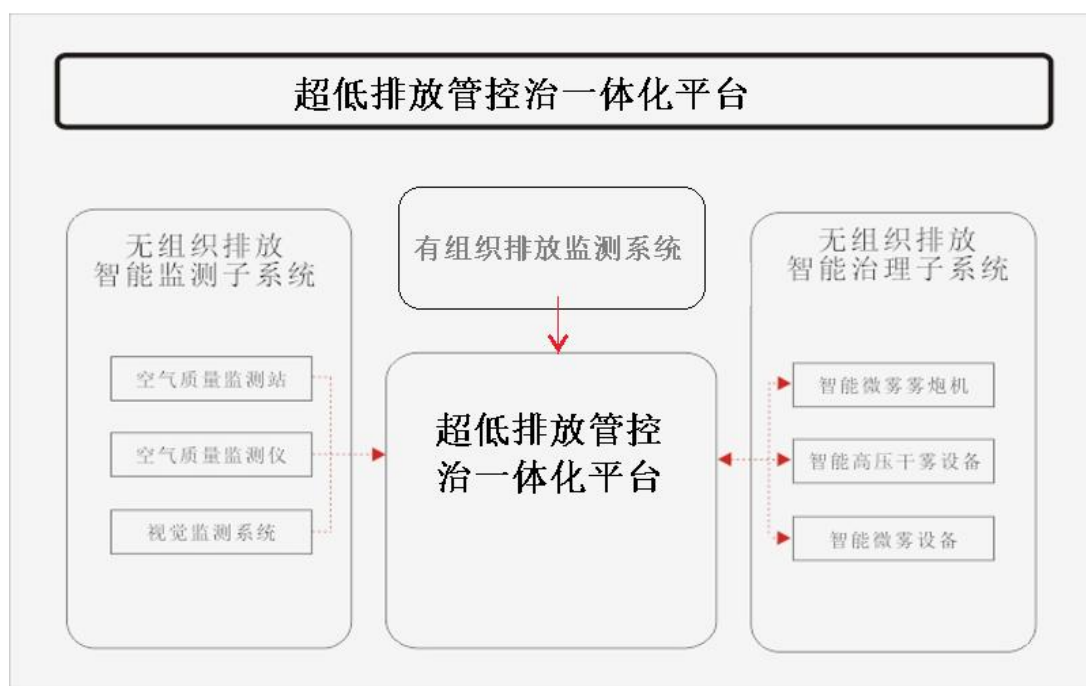 超低排放管控治一体化平台
无组织排放
智能监测子系统
空气质量监测站
空气质量监测仪
视觉监测系统
有组织排放监测系统
超低排放管控
治一体化平台
无组织排放
智能治理子系统
智能微雾雾炮机
智能高压干雾设备
智能微雾设备